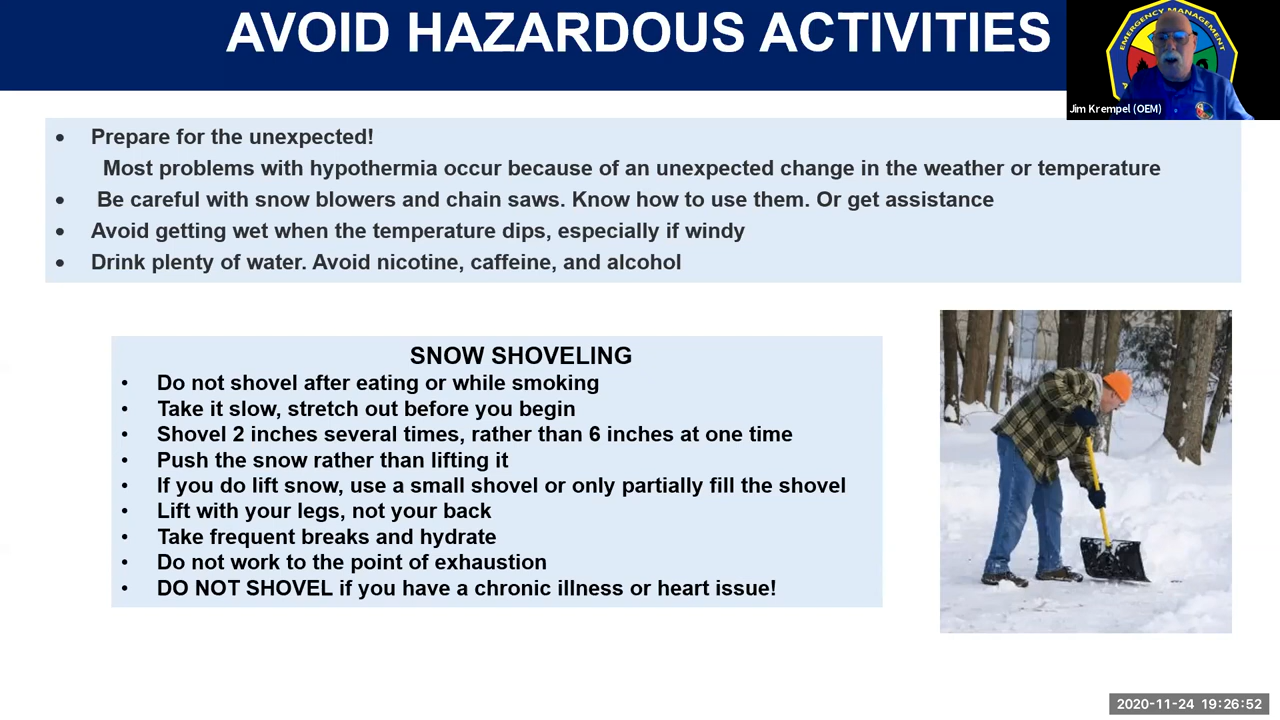 AVOID HAZARDOUS ACTIVITIES
EMERGENCY MANAGEMENT
Jim Krempel (OEM)
• Prepare for the unexpected!
Most problems with hypothermia occur because of an unexpected change in the weather or temperature
• Be careful with snow blowers and chain saws. Know how to use them. Or get assistance
• Avoid getting wet when the temperature dips, especially if windy
• Drink plenty of water. Avoid nicotine, caffeine, and alcohol
SNOW SHOVELING
• Do not shovel after eating or while smoking
• Take it slow, stretch out before you begin
• Shovel 2 inches several times, rather than 6 inches at one time
• Push the snow rather than lifting it
• If you do lift snow, use a small shovel or only partially fill the shovel
• Lift with your legs, not your back
• Take frequent breaks and hydrate
• Do not work to the point of exhaustion
• DO NOT SHOVEL if you have a chronic illness or heart issue!
2020-11-24 19:26:52